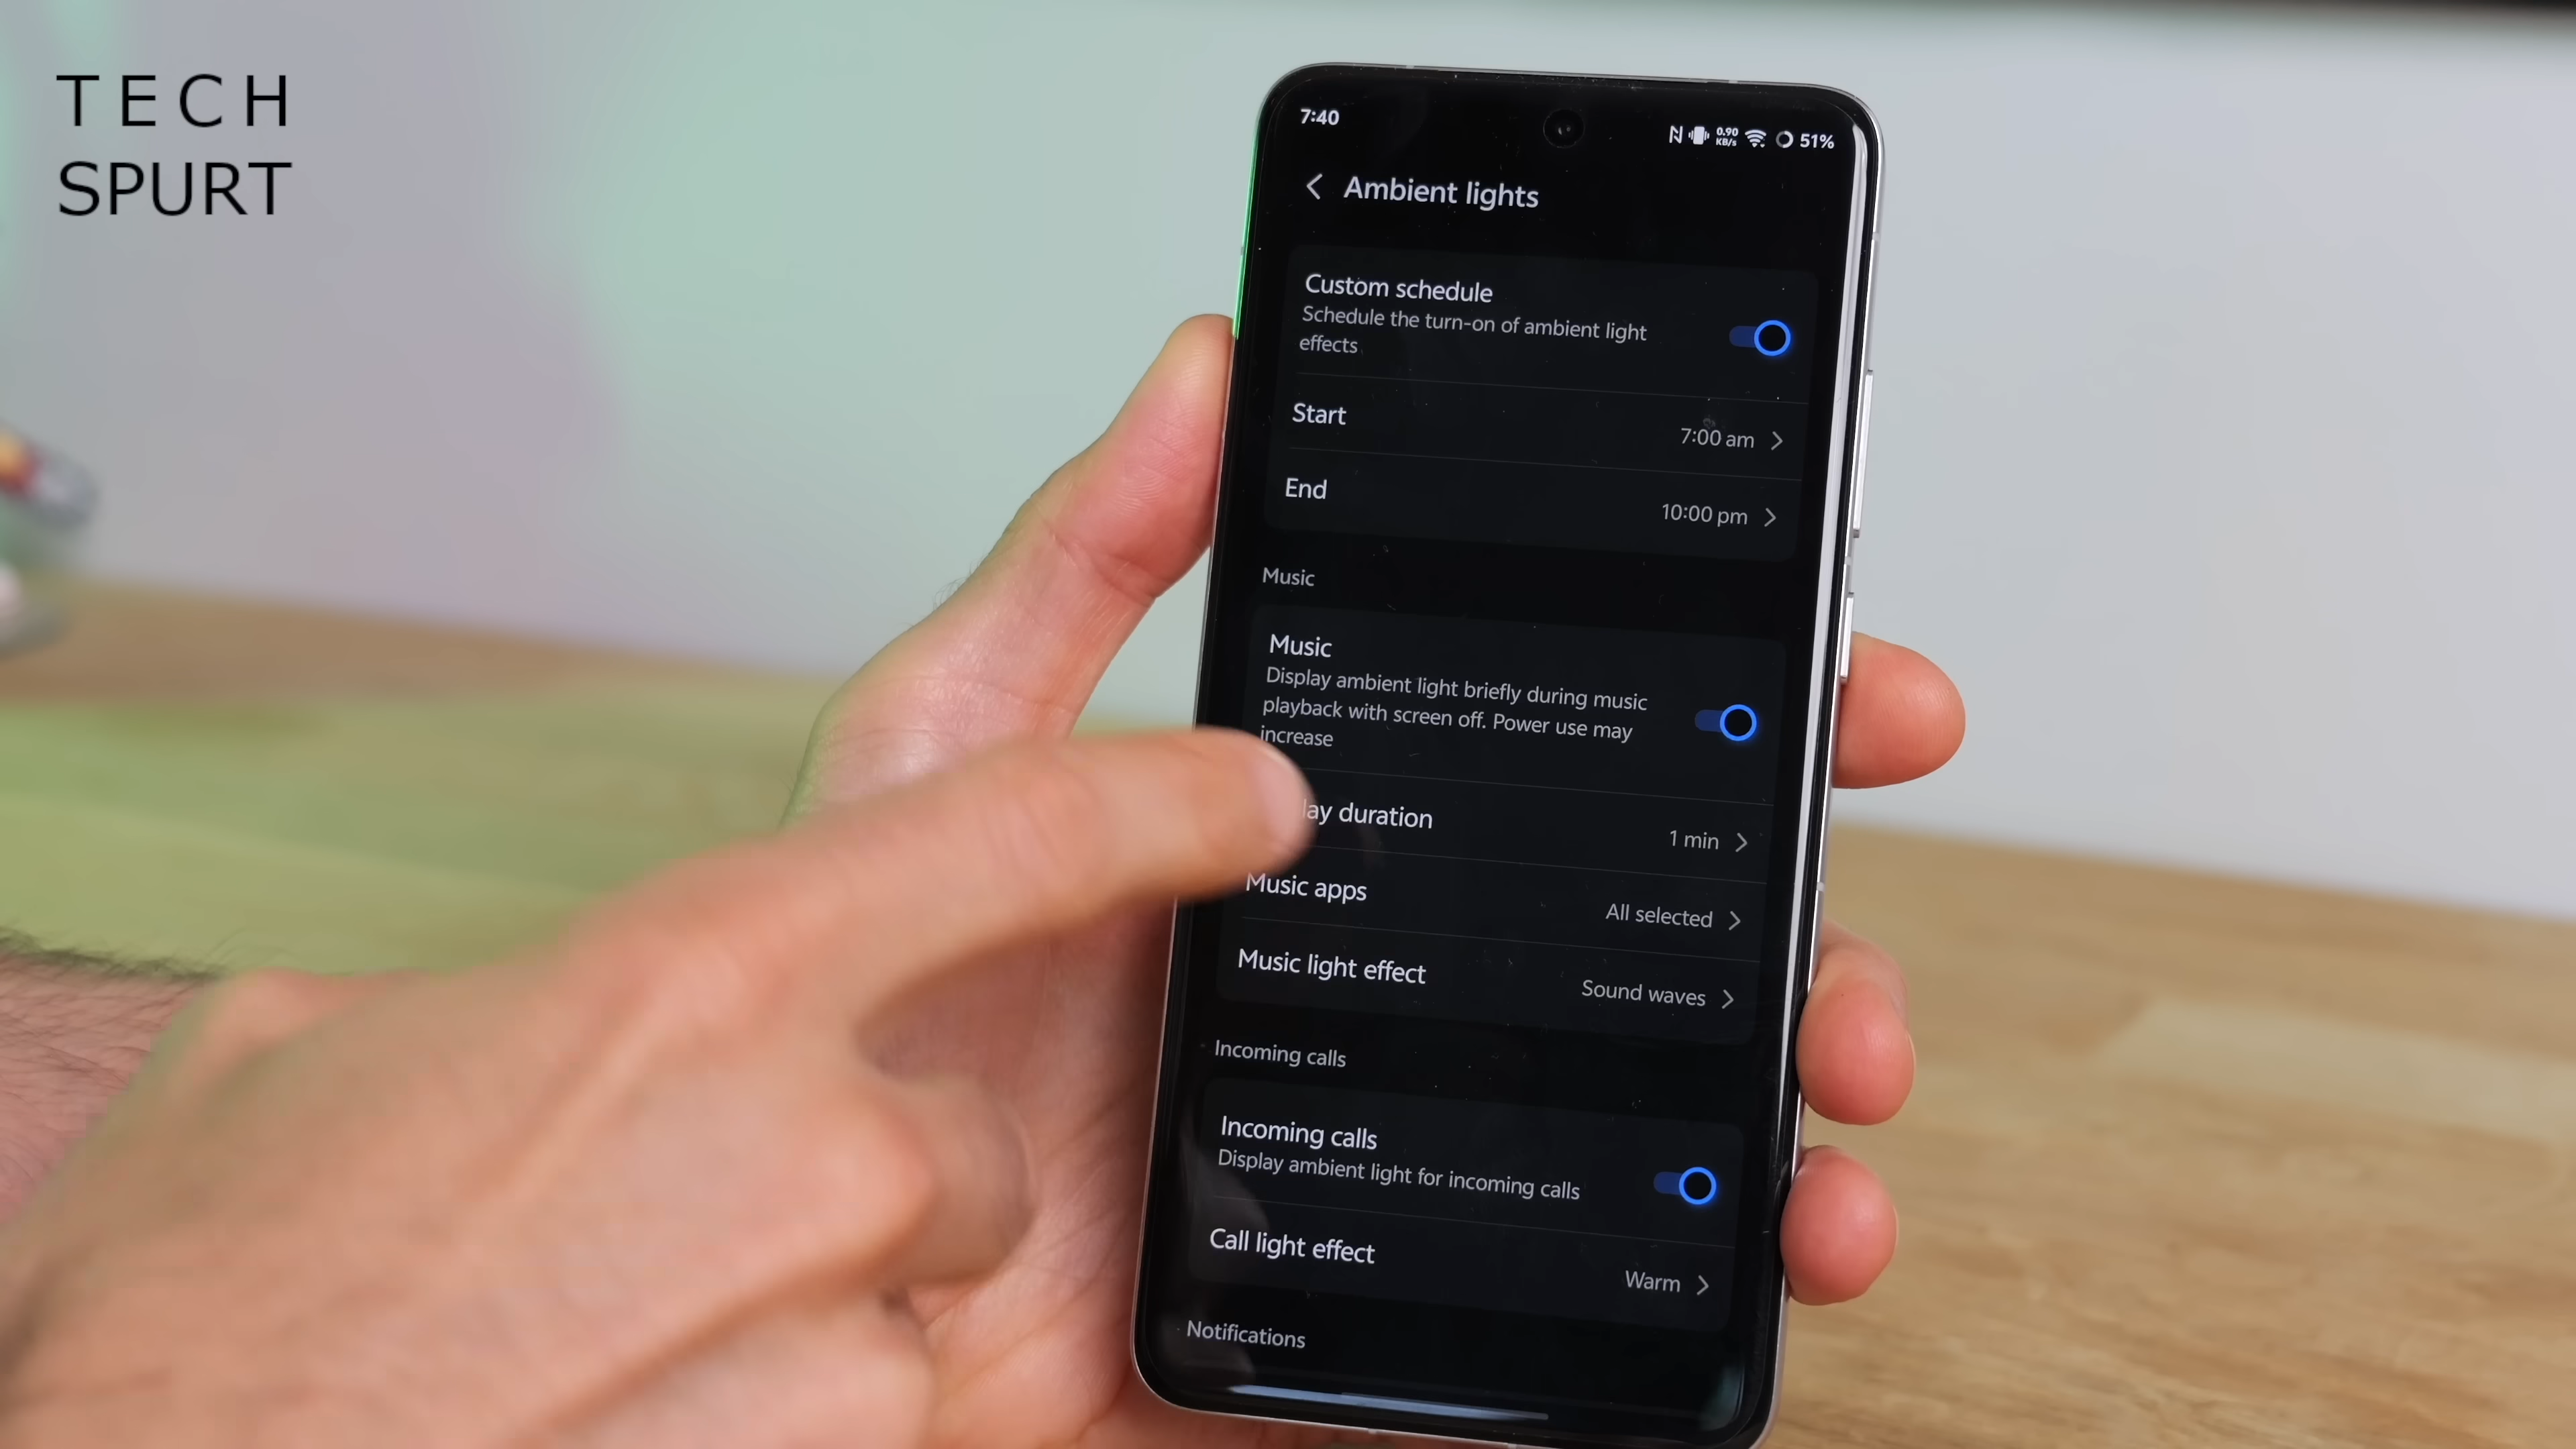 TECH
SPURT
7:40
0.90
KB/s
51%
Ambient lights
Custom schedule
Schedule the turn-on of ambient light
effects
Start
7:00 am
End
10:00 pm
Music
Music
Display ambient light briefly during music
playback with screen off. Power use may
increase
duration
1 min
Music apps
All selected
Music light effect
Sound waves
Incoming calls
Incoming calls
Display ambient light for incoming calls
Call light effect
Warm
Notifications